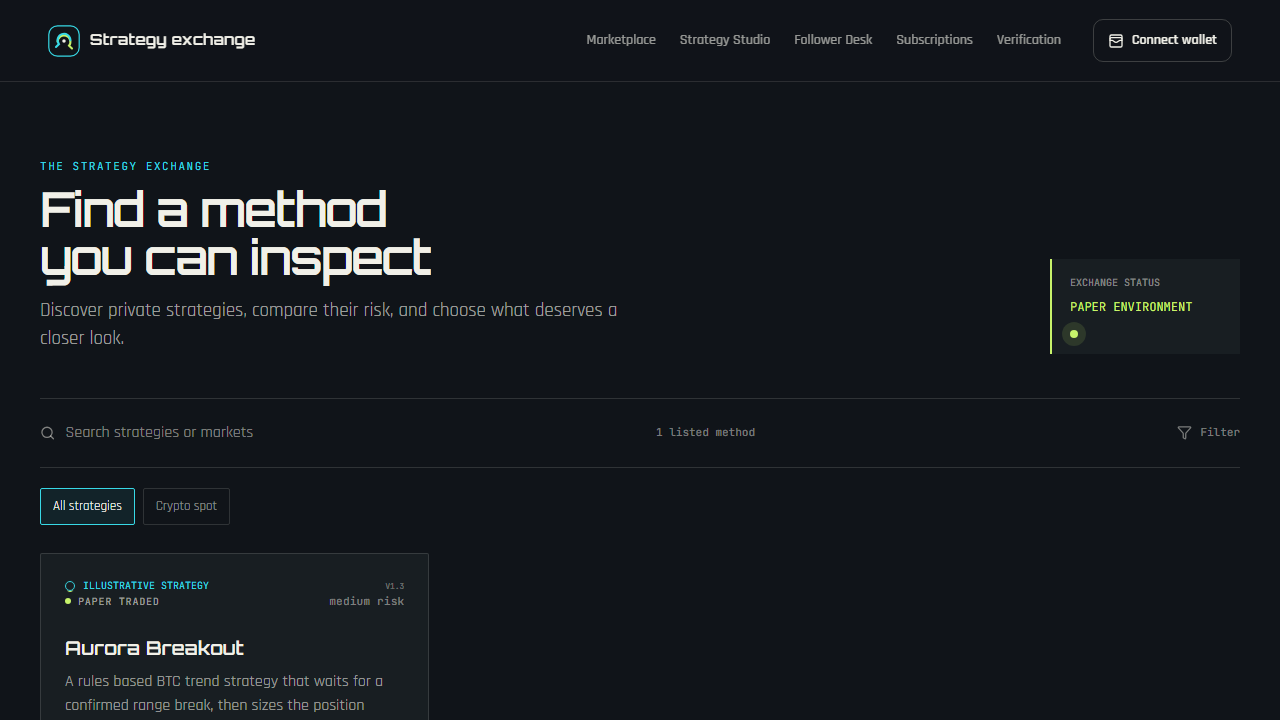 Strategy exchange
Marketplace
Strategy Studio
Follower Desk
Subscriptions
Verification
Connect wallet
THE STRATEGY EXCHANGE
Find a method
you can inspect
Discover private strategies, compare their risk, and choose what deserves a
closer look.
EXCHANGE STATUS
PAPER ENVIRONMENT
Search strategies or markets
1 listed method
Filter
All strategies
Crypto spot
ILLUSTRATIVE STRATEGY
V1.3
PAPER TRADED
medium risk
Aurora Breakout
A rules based BTC trend strategy that waits for a
confirmed range break, then sizes the position